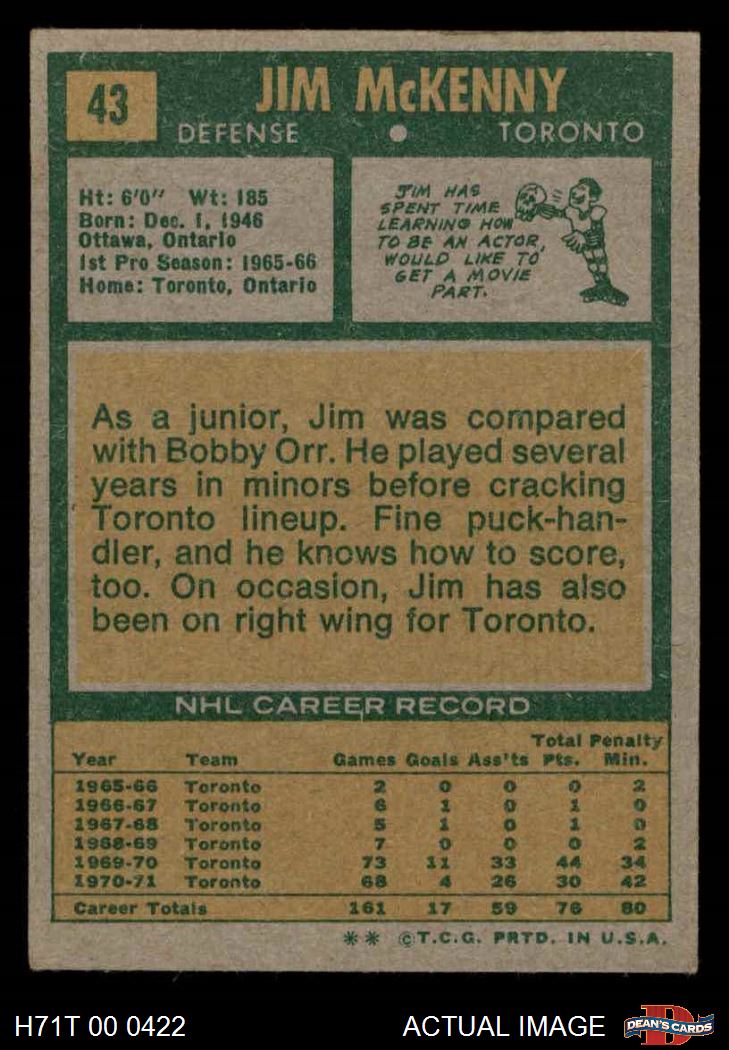 43
JIM McKENNY
DEFENSE • TORONTO
Ht: 6'0" Wt: 185
Born: Dec. 1, 1946
Ottawa, Ontario
1st Pro Season: 1965-66
Home: Toronto, Ontario
JIM HAS
SPENT TIME
LEARNING HOW
TO BE AN ACTOR,
WOULD LIKE TO
GET A MOVIE
PART.
As a junior, Jim was compared
with Bobby Orr. He played several
years in minors before cracking
Toronto lineup. Fine puck-han-
dler, and he knows how to score,
too. On occasion, Jim has also
been on right wing for Toronto.
NHL CAREER RECORD
Total Penalty
Year Team Games Goals Ass'ts Pts. Min.
1965-66 Toronto 2 0 0 0 2
1966-67 Toronto 6 1 0 1 0
1967-68 Toronto 5 1 0 1 0
1968-69 Toronto 7 0 0 0 2
1969-70 Toronto 73 11 33 44 34
1970-71 Toronto 68 4 26 30 42
Career Totals 161 17 59 76 80
** ©T.C.G. PRTD. IN U.S.A.
H71T 00 0422 ACTUAL IMAGE
D
DEAN'S CARDS